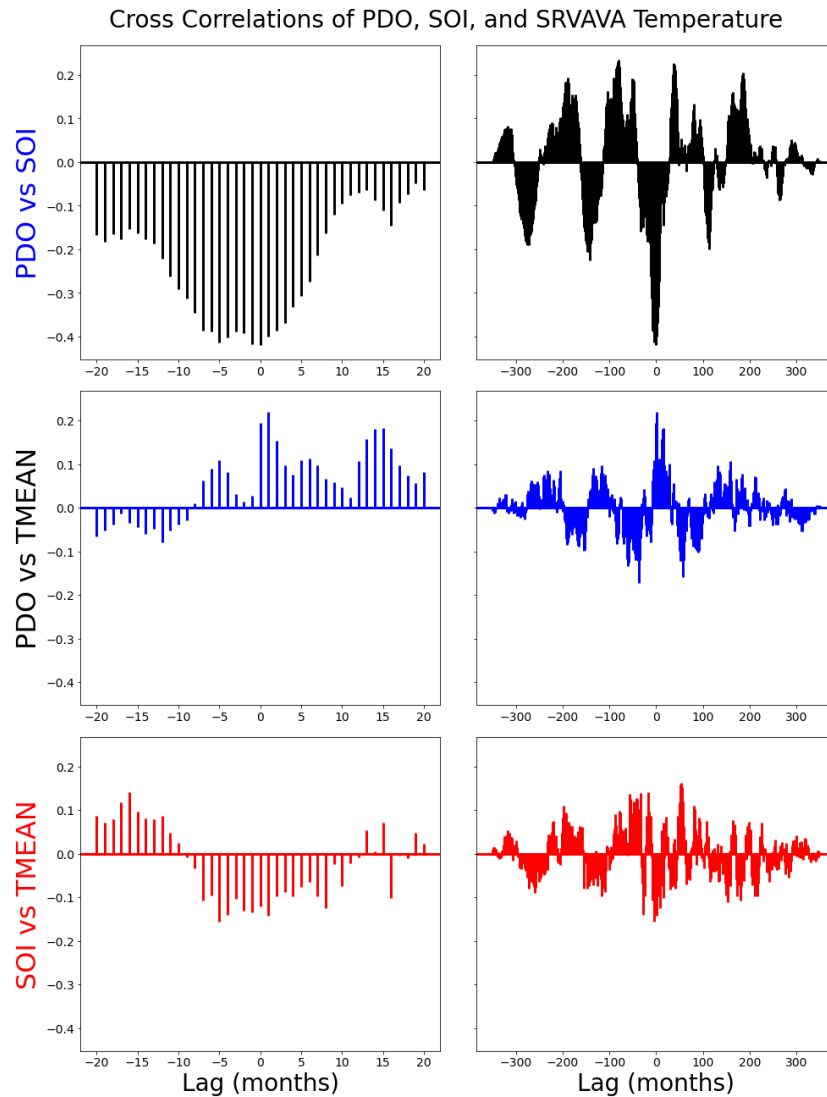 Cross Correlations of PDO, SOI, and SRVAVA Temperature
PDO vs SOI
0.2
0.1
0.0
−0.1
−0.2
−0.3
−0.4
−20 −15 −10 −5 0 5 10 15 20
−300 −200 −100 0 100 200 300
PDO vs TMEAN
0.2
0.1
0.0
−0.1
−0.2
−0.3
−0.4
−20 −15 −10 −5 0 5 10 15 20
−300 −200 −100 0 100 200 300
SOI vs TMEAN
0.2
0.1
0.0
−0.1
−0.2
−0.3
−0.4
−20 −15 −10 −5 0 5 10 15 20
Lag (months)
−300 −200 −100 0 100 200 300
Lag (months)